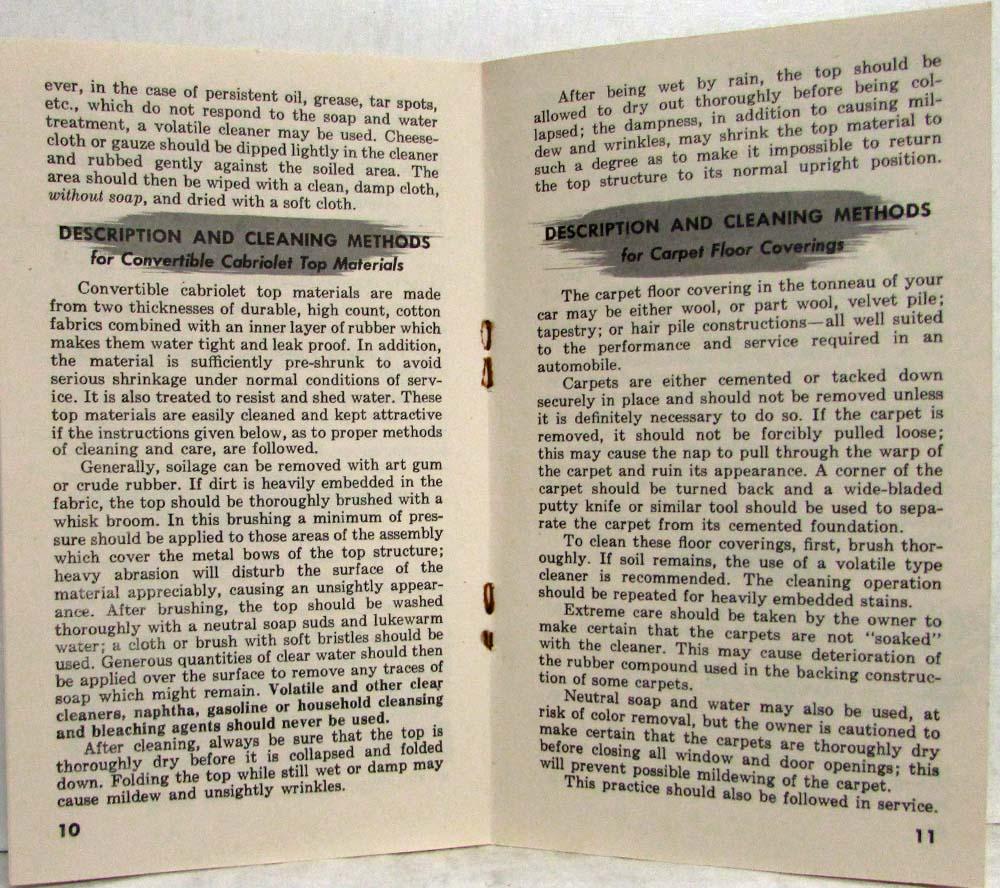 ever, in the case of persistent oil, grease, tar spots,
etc., which do not respond to the soap and water
treatment, a volatile cleaner may be used. Cheese-
cloth or gauze should be dipped lightly in the cleaner
and rubbed gently against the soiled area. The
area should then be wiped with a clean, damp cloth,
without soap, and dried with a soft cloth.
DESCRIPTION AND CLEANING METHODS
for Convertible Cabriolet Top Materials
Convertible cabriolet top materials are made
from two thicknesses of durable, high count, cotton
fabrics combined with an inner layer of rubber which
makes them water tight and leak proof. In addition,
the material is sufficiently pre-shrunk to avoid
serious shrinkage under normal conditions of serv-
ice. It is also treated to resist and shed water. These
top materials are easily cleaned and kept attractive
if the instructions given below, as to proper methods
of cleaning and care, are followed.
Generally, soilage can be removed with art gum
or crude rubber. If dirt is heavily embedded in the
fabric, the top should be thoroughly brushed with a
whisk broom. In this brushing a minimum of pres-
sure should be applied to those areas of the assembly
which cover the metal bows of the top structure;
heavy abrasion will disturb the surface of the
material appreciably, causing an unsightly appear-
ance. After brushing, the top should be washed
thoroughly with a neutral soap suds and lukewarm
water; a cloth or brush with soft bristles should be
used. Generous quantities of clear water should then
be applied over the surface to remove any traces of
soap which might remain. Volatile and other clear
cleaners, naphtha, gasoline or household cleansing
and bleaching agents should never be used.
After cleaning, always be sure that the top is
thoroughly dry before it is collapsed and folded
down. Folding the top while still wet or damp may
cause mildew and unsightly wrinkles.
10
After being wet by rain, the top should be
allowed to dry out thoroughly before being col-
lapsed; the dampness, in addition to causing mil-
dew and wrinkles, may shrink the top material to
such a degree as to make it impossible to return
the top structure to its normal upright position.
DESCRIPTION AND CLEANING METHODS
for Carpet Floor Coverings
The carpet floor covering in the tonneau of your
car may be either wool, or part wool, velvet pile;
tapestry; or hair pile constructions—all well suited
to the performance and service required in an
automobile.
Carpets are either cemented or tacked down
securely in place and should not be removed unless
it is definitely necessary to do so. If the carpet is
removed, it should not be forcibly pulled loose;
this may cause the nap to pull through the warp of
the carpet and ruin its appearance. A corner of the
carpet should be turned back and a wide-bladed
putty knife or similar tool should be used to sepa-
rate the carpet from its cemented foundation.
To clean these floor coverings, first, brush thor-
oughly. If soil remains, the use of a volatile type
cleaner is recommended. The cleaning operation
should be repeated for heavily embedded stains.
Extreme care should be taken by the owner to
make certain that the carpets are not "soaked"
with the cleaner. This may cause deterioration of
the rubber compound used in the backing construc-
tion of some carpets.
Neutral soap and water may also be used, at
risk of color removal, but the owner is cautioned to
make certain that the carpets are thoroughly dry
before closing all window and door openings; this
will prevent possible mildewing of the carpet.
This practice should also be followed in service.
11